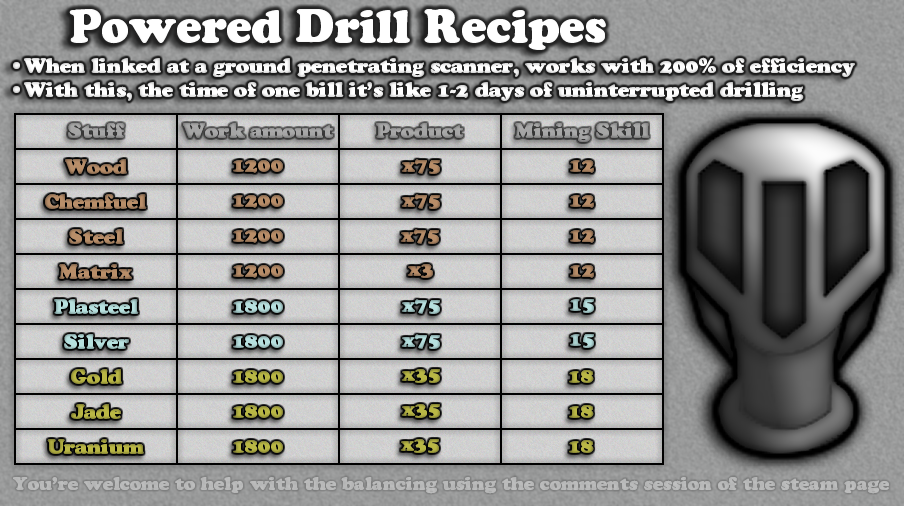 Powered Drill Recipes
•When linked at a ground penetrating scanner, works with 200% of efficiency
•With this, the time of one bill it's like 1-2 days of uninterrupted drilling
Stuff Work amount Product Mining Skill
Wood 1200 x75 12
Chemfuel 1200 x75 12
Steel 1200 x75 12
Matrix 1200 x3 12
Plasteel 1800 x75 15
Silver 1800 x75 15
Gold 1800 x35 18
Jade 1800 x35 18
Uranium 1800 x35 18
You're welcome to help with the balancing using the comments session of the steam page